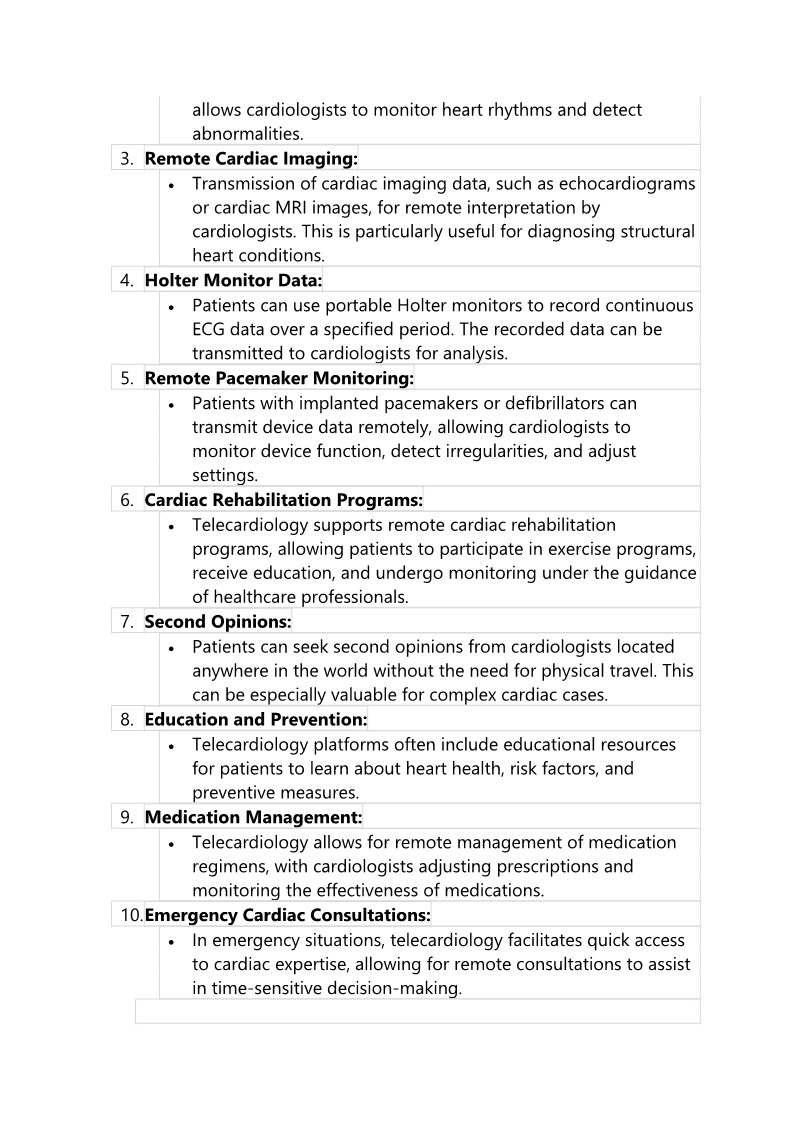 allows cardiologists to monitor heart rhythms and detect
abnormalities.
3. Remote Cardiac Imaging:
• Transmission of cardiac imaging data, such as echocardiograms
or cardiac MRI images, for remote interpretation by
cardiologists. This is particularly useful for diagnosing structural
heart conditions.
4. Holter Monitor Data:
• Patients can use portable Holter monitors to record continuous
ECG data over a specified period. The recorded data can be
transmitted to cardiologists for analysis.
5. Remote Pacemaker Monitoring:
• Patients with implanted pacemakers or defibrillators can
transmit device data remotely, allowing cardiologists to
monitor device function, detect irregularities, and adjust
settings.
6. Cardiac Rehabilitation Programs:
• Telecardiology supports remote cardiac rehabilitation
programs, allowing patients to participate in exercise programs,
receive education, and undergo monitoring under the guidance
of healthcare professionals.
7. Second Opinions:
• Patients can seek second opinions from cardiologists located
anywhere in the world without the need for physical travel. This
can be especially valuable for complex cardiac cases.
8. Education and Prevention:
• Telecardiology platforms often include educational resources
for patients to learn about heart health, risk factors, and
preventive measures.
9. Medication Management:
• Telecardiology allows for remote management of medication
regimens, with cardiologists adjusting prescriptions and
monitoring the effectiveness of medications.
10. Emergency Cardiac Consultations:
• In emergency situations, telecardiology facilitates quick access
to cardiac expertise, allowing for remote consultations to assist
in time-sensitive decision-making.